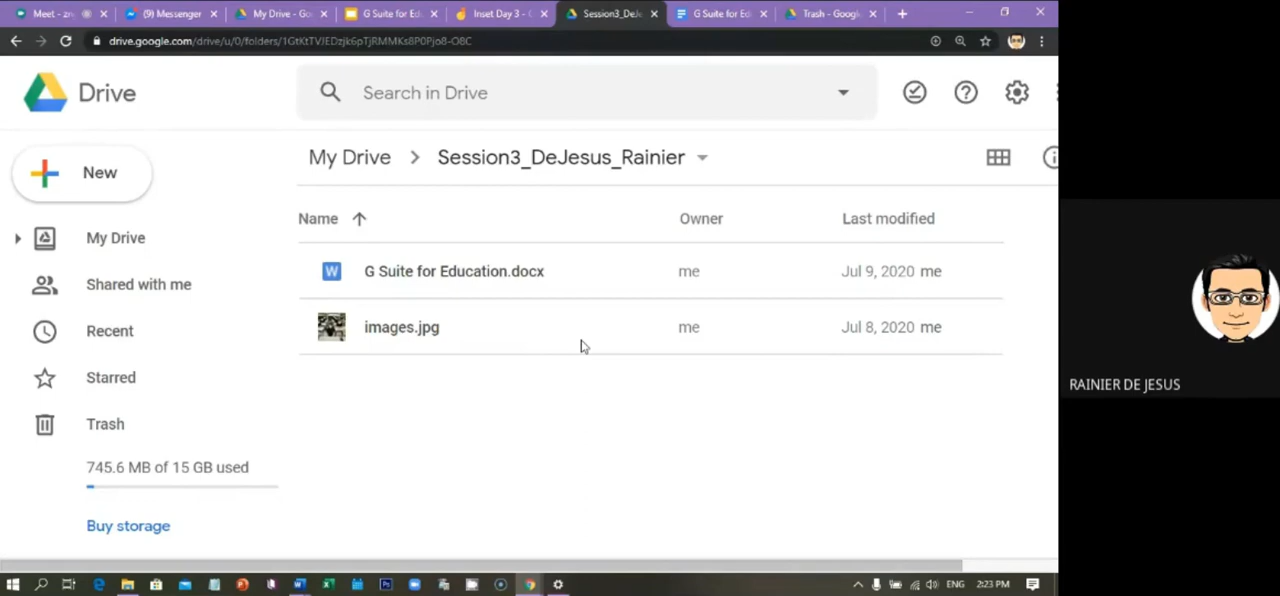 Meet - zn
(9) Messenger
My Drive - Go
G Suite for Ed
Inset Day 3 - G
Session3_DeJe
G Suite for Ed
Trash - Google
drive.google.com/drive/u/0/folders/1GtKtTVJEDzjk6pTjRMMKs8P0Pjo8-O8C
Drive
Search in Drive
My Drive > Session3_DeJesus_Rainier
New
Name
Owner
Last modified
My Drive
G Suite for Education.docx
me
Jul 9, 2020 me
Shared with me
images.jpg
me
Jul 8, 2020 me
Recent
Starred
Trash
745.6 MB of 15 GB used
Buy storage
RAINIER DE JESUS
ENG
2:23 PM